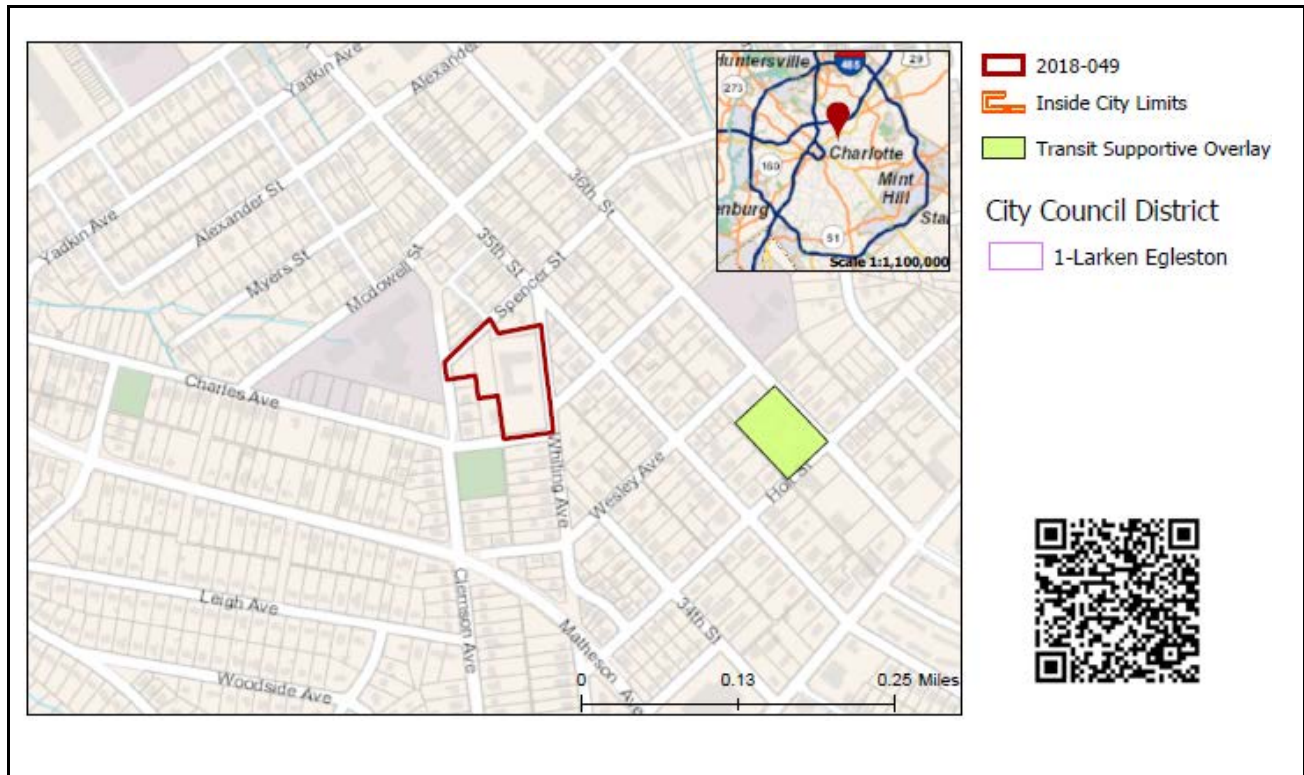 Yadkin Ave
Alexander
Yadkin Ave
Alexander St
Myers St
Mcdowell St
36th St
35th St
Spencer St
Charles Ave
Whiting Ave
Wesley Ave
Holt St
34th St
Clemson Ave
Matheson Ave
Leigh Ave
Woodside Ave
0 0.13 0.25 Miles
Huntersville
485
29
273
Charlotte
160
Mint
Hill
enburg
Sta
51
Scale 1:1,100,000
2018-049
Inside City Limits
Transit Supportive Overlay
City Council District
1-Larken Egleston